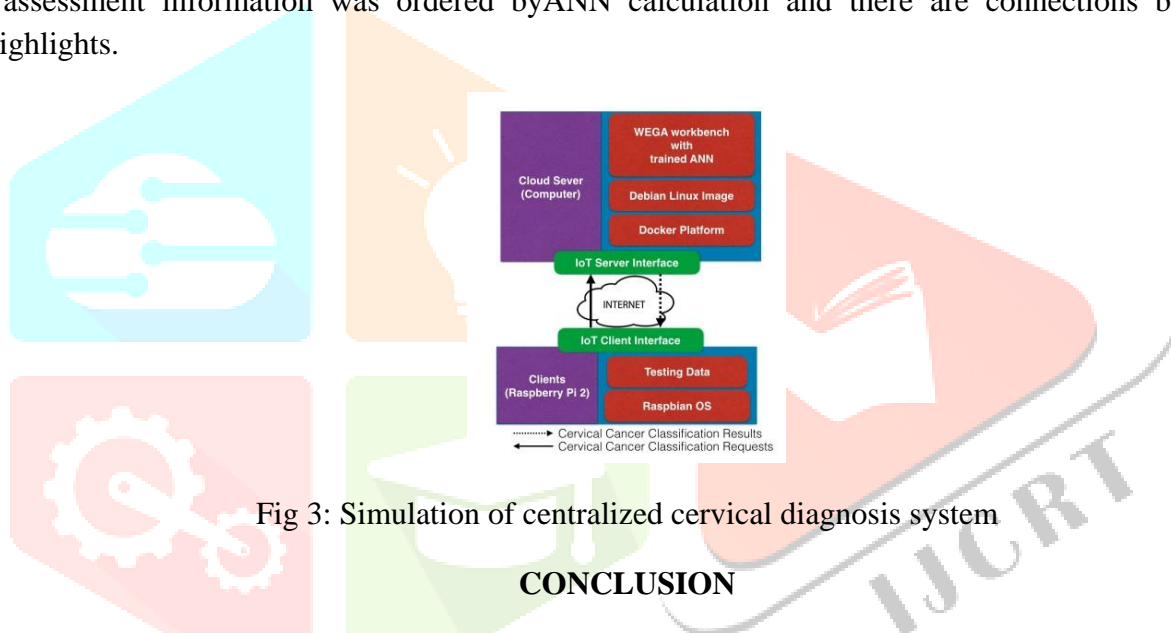 assessment information was ordered byANN calculation and there are connections b
ighlights.
WEGA workbench
with
trained ANN
Cloud Sever
(Computer)
Debian Linux Image
Docker Platform
IoT Server Interface
INTERNET
IoT Client Interface
Clients
(Raspberry Pi 2)
Testing Data
Raspbian OS
Cervical Cancer Classification Results
Cervical Cancer Classification Requests
Fig 3: Simulation of centralized cervical diagnosis system
CONCLUSION
IJCRT